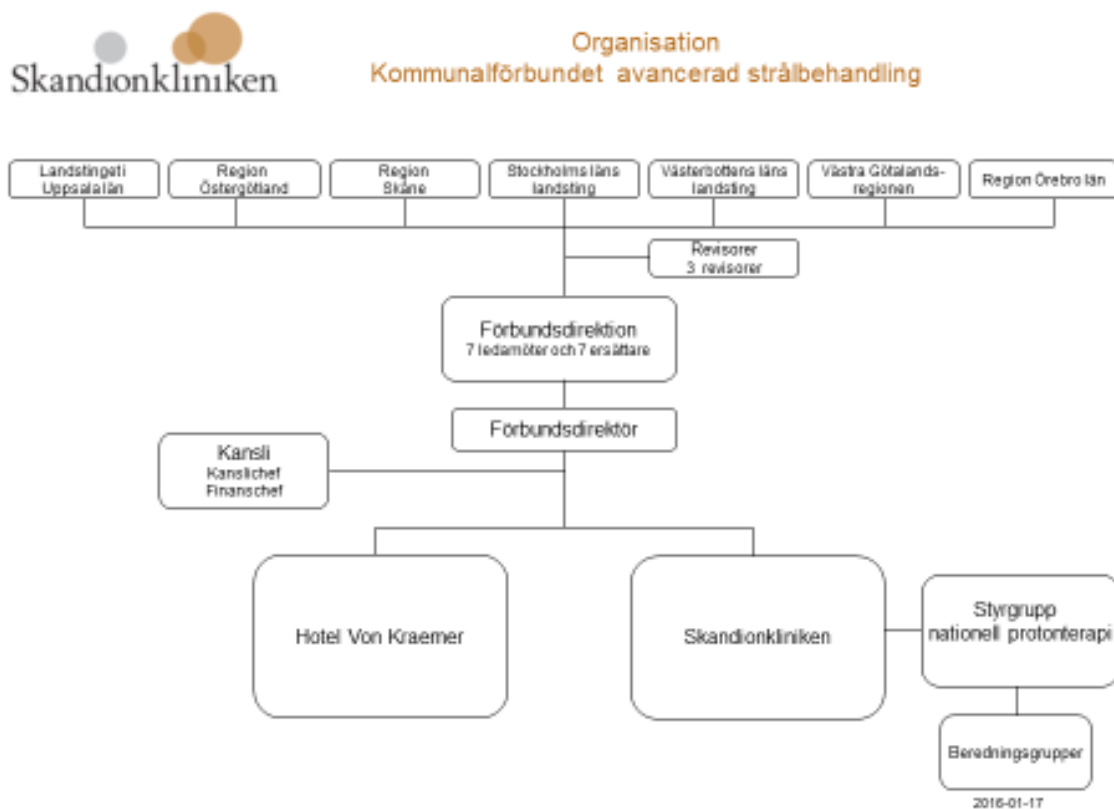 Skandionkliniken
Organisation
Kommunalförbundet avancerad strålbehandling
Landstinget i
Uppsala län
Region
Östergötland
Region
Skåne
Stockholms läns
landsting
Västerbottens läns
landsting
Västra Götalands-
regionen
Region Örebro län
Revisorer
3 revisorer
Förbundsdirektion
7 ledamöter och 7 ersättare
Förbundsdirektör
Kansli
Kanslichef
Finanschef
Hotel Von Kraemer
Skandionkliniken
Styrgrupp
nationell protonterapi
Beredningsgrupper
2016-01-17